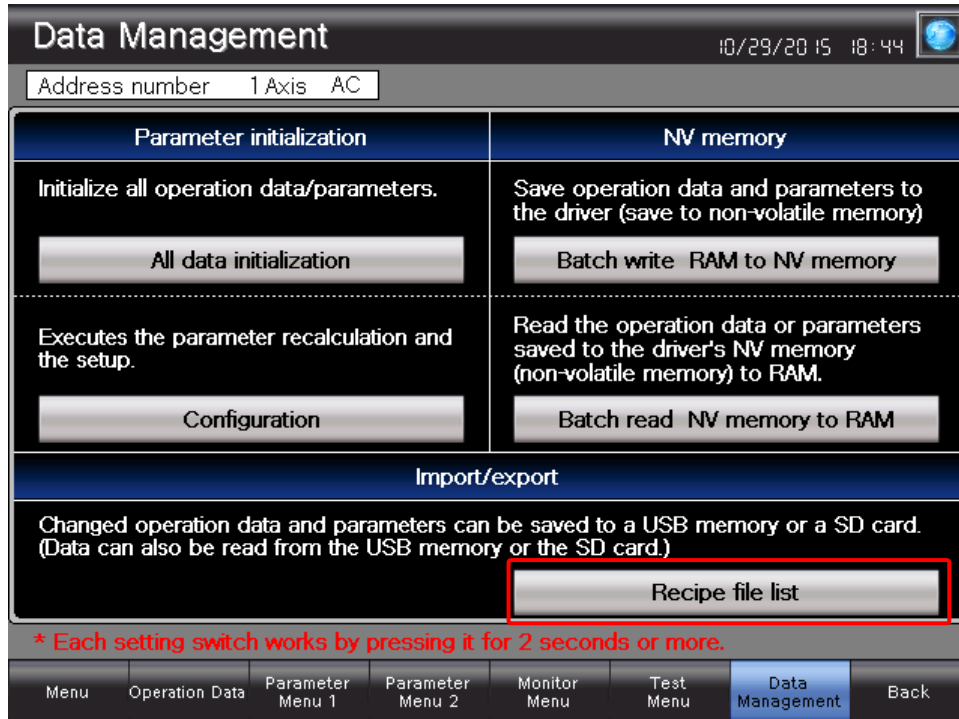 Data Management
10/29/2015 18:44
Address number 1 Axis AC
Parameter initialization
Initialize all operation data/parameters.
All data initialization
Executes the parameter recalculation and
the setup.
Configuration
NV memory
Save operation data and parameters to
the driver (save to non-volatile memory)
Batch write RAM to NV memory
Read the operation data or parameters
saved to the driver's NV memory
(non-volatile memory) to RAM.
Batch read NV memory to RAM
Import/export
Changed operation data and parameters can be saved to a USB memory or a SD card.
(Data can also be read from the USB memory or the SD card.)
Recipe file list
* Each setting switch works by pressing it for 2 seconds or more.
Menu
Operation Data
Parameter
Menu 1
Parameter
Menu 2
Monitor
Menu
Test
Menu
Data
Management
Back